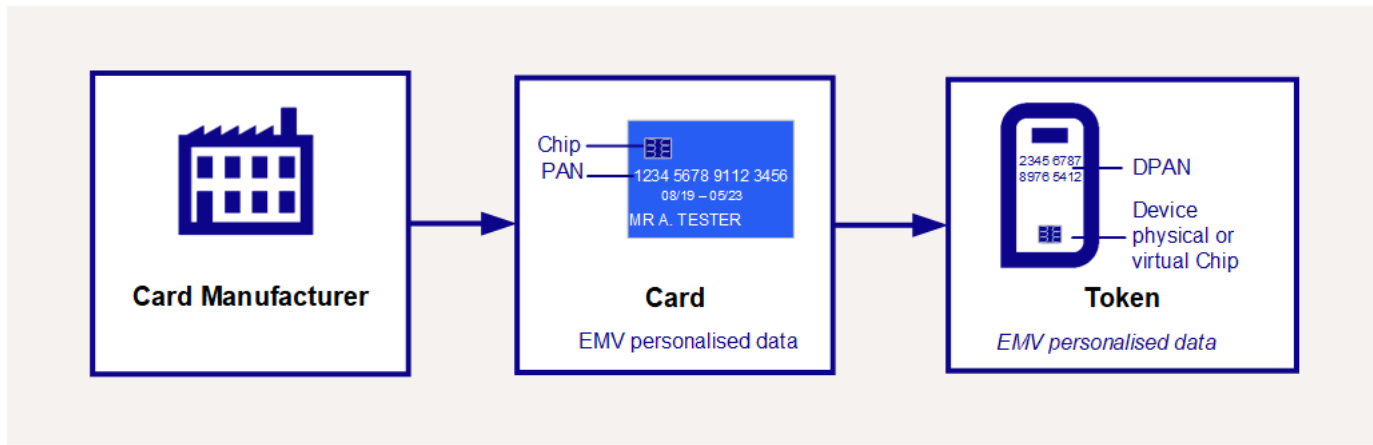 Card Manufacturer
Chip
PAN
1234 5678 9112 3456
08/19 – 05/23
MR A. TESTER
Card
EMV personalised data
2345 6787
8976 5412
DPAN
Device
physical or
virtual Chip
Token
EMV personalised data